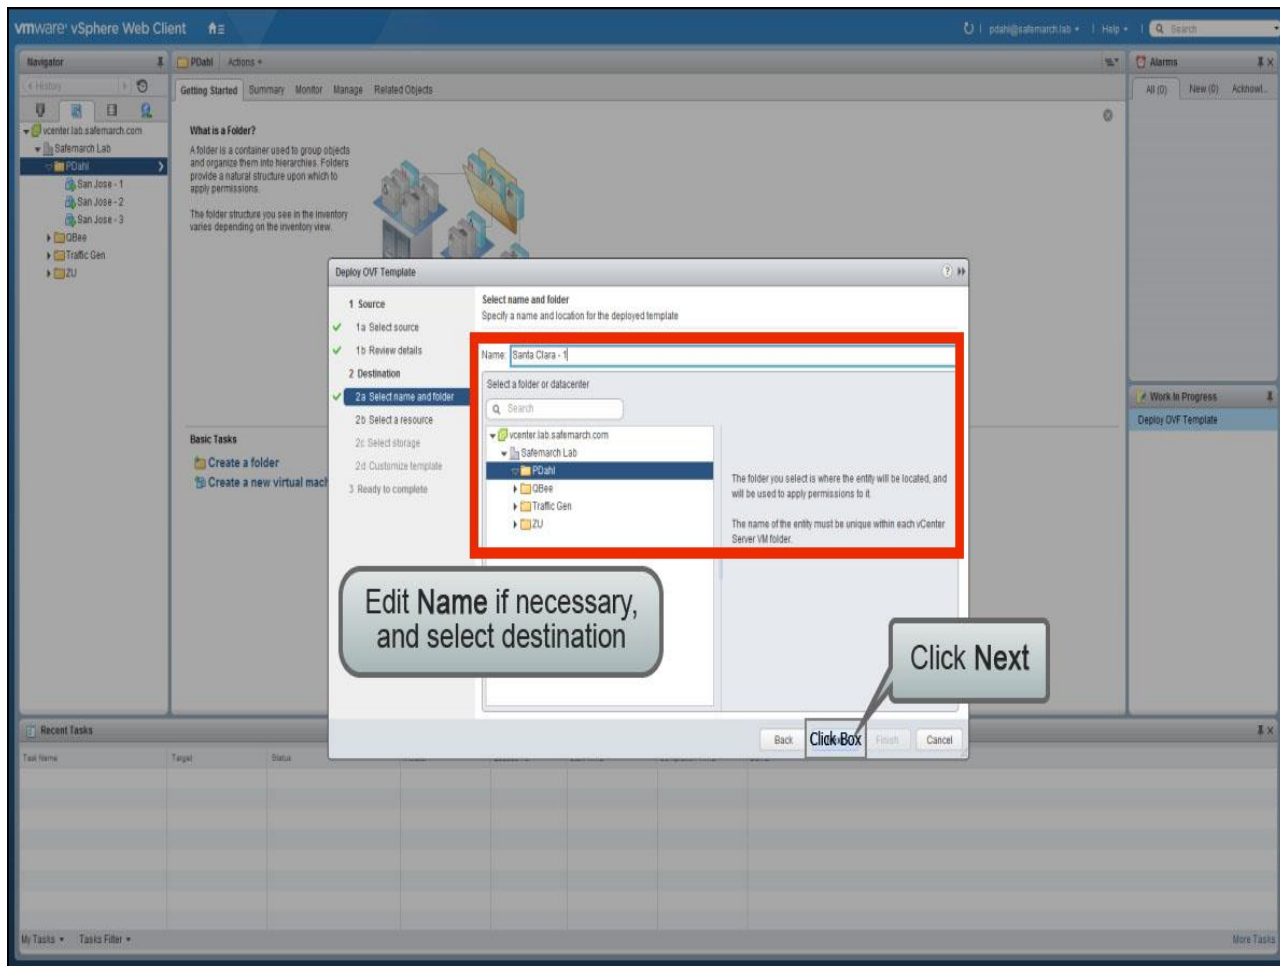 vmware® vSphere Web Client
pdahl@safemarch.lab
Help
Search
Navigator
PDahl
Actions
Alarms
History
Getting Started
Summary
Monitor
Manage
Related Objects
All (0)
New (0)
Acknowl...
vcenter.lab.safemarch.com
Safemarch Lab
PDahl
San Jose - 1
San Jose - 2
San Jose - 3
QBee
Traffic Gen
ZU
What is a Folder?
A folder is a container used to group objects
and organize them into hierarchies. Folders
provide a natural structure upon which to
apply permissions.
The folder structure you see in the inventory
varies depending on the inventory view.
Basic Tasks
Create a folder
Create a new virtual mach
Deploy OVF Template
1 Source
1a Select source
1b Review details
2 Destination
2a Select name and folder
2b Select a resource
2c Select storage
2d Customize template
3 Ready to complete
Select name and folder
Specify a name and location for the deployed template
Name: Santa Clara - 1
Select a folder or datacenter
Search
vcenter.lab.safemarch.com
Safemarch Lab
PDahl
QBee
Traffic Gen
ZU
The folder you select is where the entity will be located, and
will be used to apply permissions to it.
The name of the entity must be unique within each vCenter
Server VM folder.
Edit Name if necessary,
and select destination
Click Next
Back
Click Box
Finish
Cancel
Work In Progress
Deploy OVF Template
Recent Tasks
Task Name
Target
Status
My Tasks
Tasks Filter
More Tasks